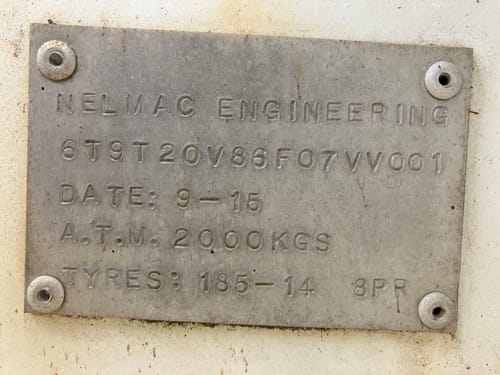 NELMAC ENGINEERING
6T9T20V86F07VV001
DATE: 9-15
A.T.M. 2000KGS
TYRES: 185-14 8PR